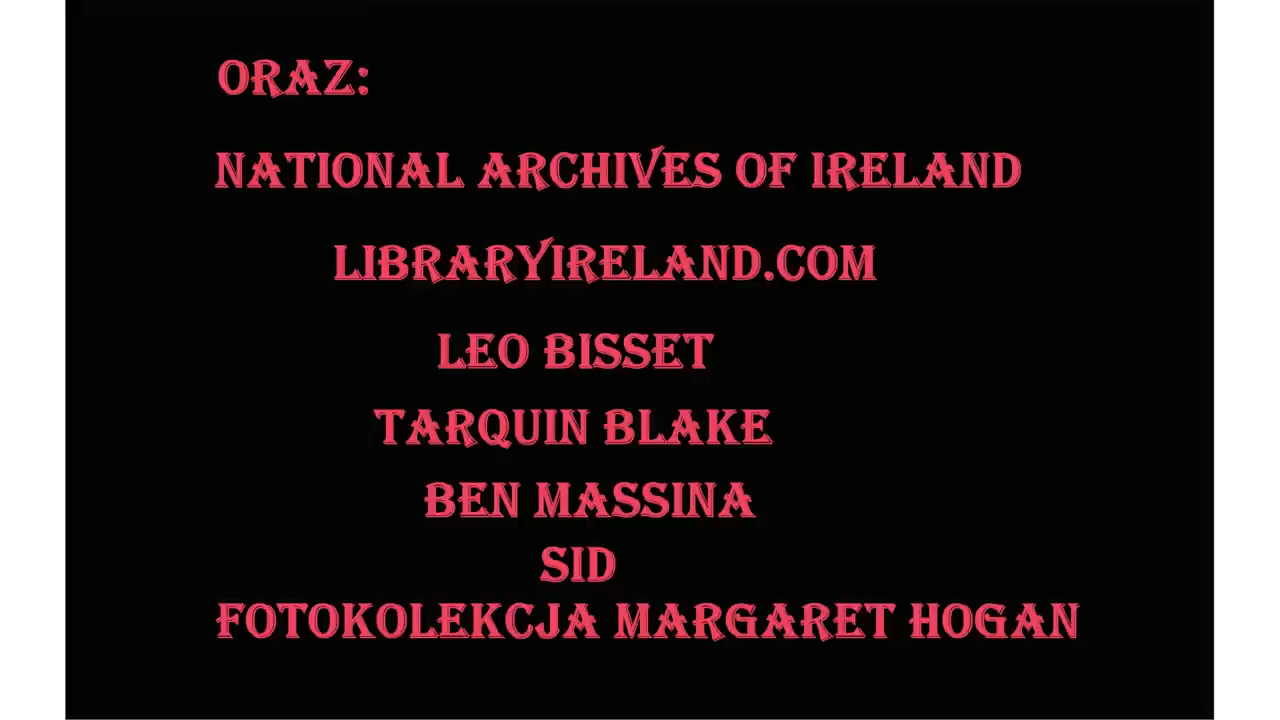 ORAZ:
NATIONAL ARCHIVES OF IRELAND
LIBRARYIRELAND.COM
LEO BISSET
TARQUIN BLAKE
BEN MASSINA
SID
FOTOKOLEKCJA MARGARET HOGAN